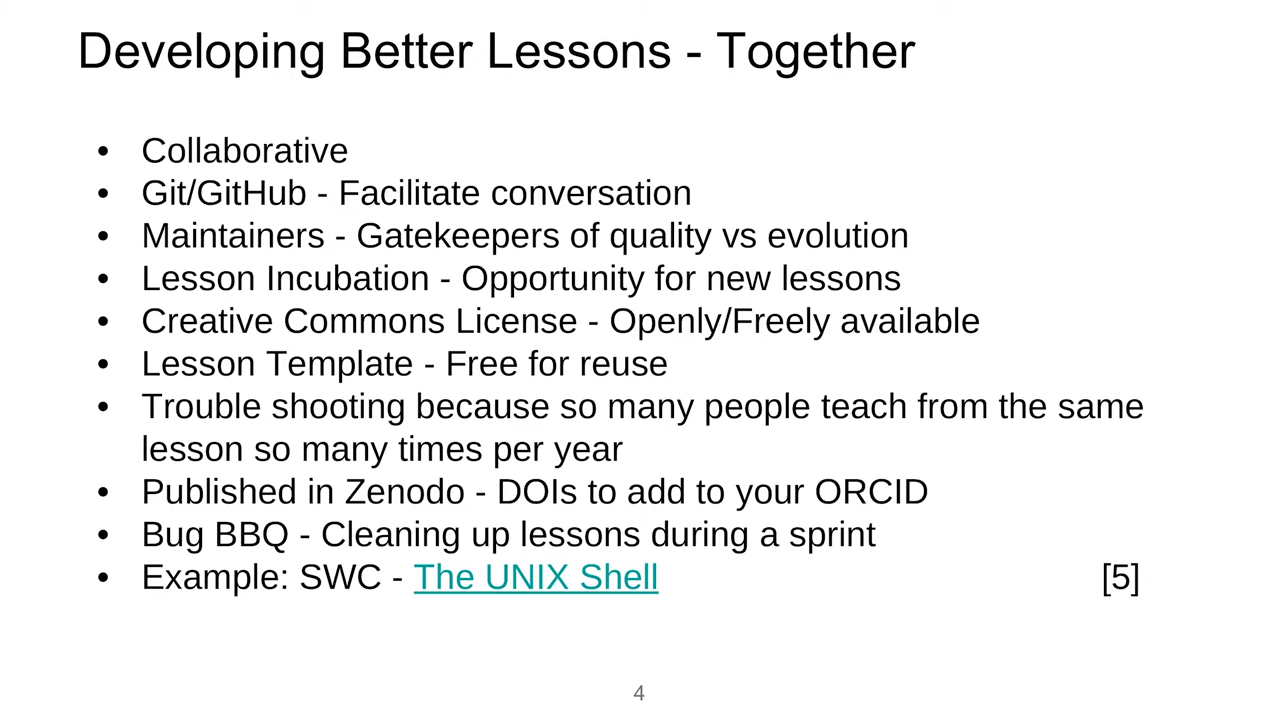 Developing Better Lessons - Together
• Collaborative
• Git/GitHub - Facilitate conversation
• Maintainers - Gatekeepers of quality vs evolution
• Lesson Incubation - Opportunity for new lessons
• Creative Commons License - Openly/Freely available
• Lesson Template - Free for reuse
• Trouble shooting because so many people teach from the same
lesson so many times per year
• Published in Zenodo - DOIs to add to your ORCID
• Bug BBQ - Cleaning up lessons during a sprint
• Example: SWC - The UNIX Shell [5]
4